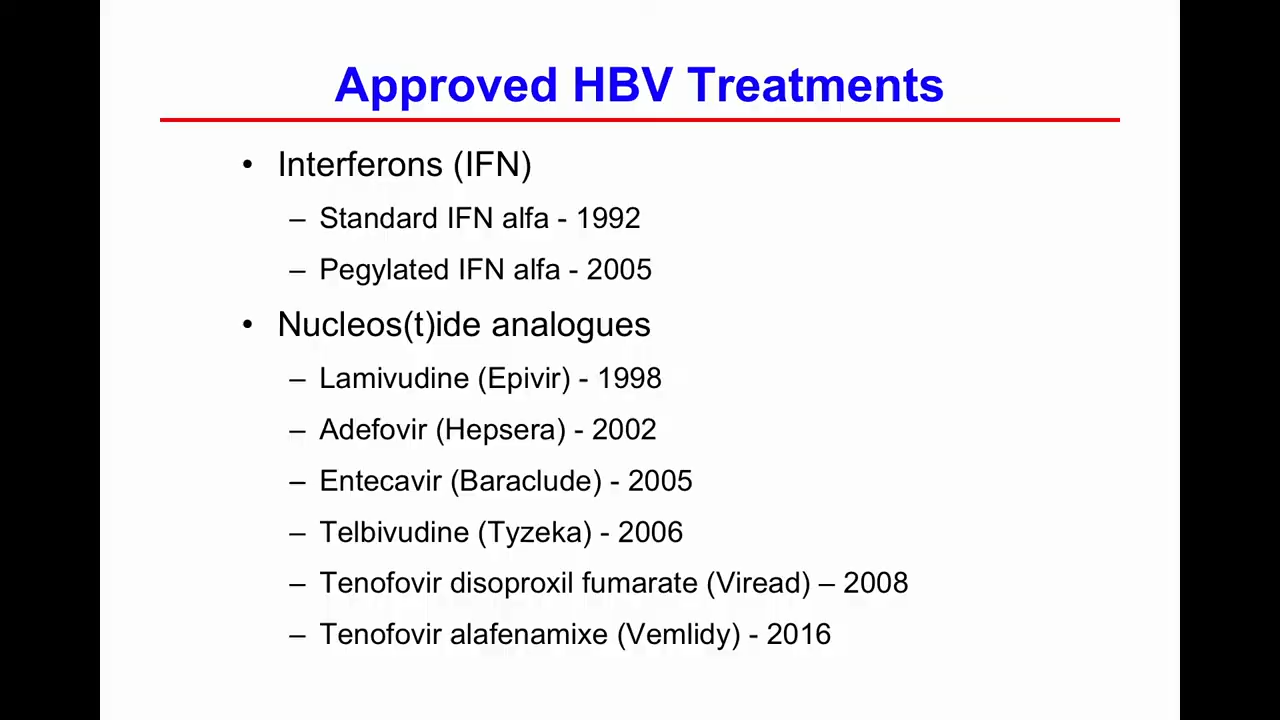 Approved HBV Treatments
• Interferons (IFN)
– Standard IFN alfa - 1992
– Pegylated IFN alfa - 2005
• Nucleos(t)ide analogues
– Lamivudine (Epivir) - 1998
– Adefovir (Hepsera) - 2002
– Entecavir (Baraclude) - 2005
– Telbivudine (Tyzeka) - 2006
– Tenofovir disoproxil fumarate (Viread) – 2008
– Tenofovir alafenamixe (Vemlidy) - 2016